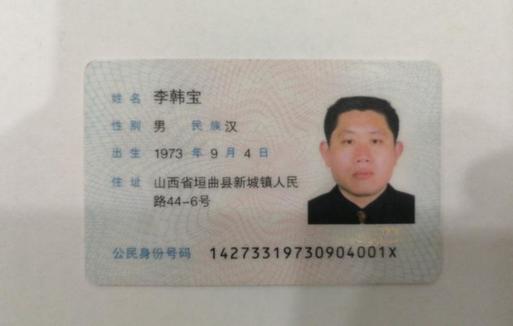 姓名 李韩宝
性别 男 民族 汉
出生 1973 年 9 月 4 日
住址 山西省垣曲县新城镇人民
路44-6号
公民身份号码 14273319730904001X